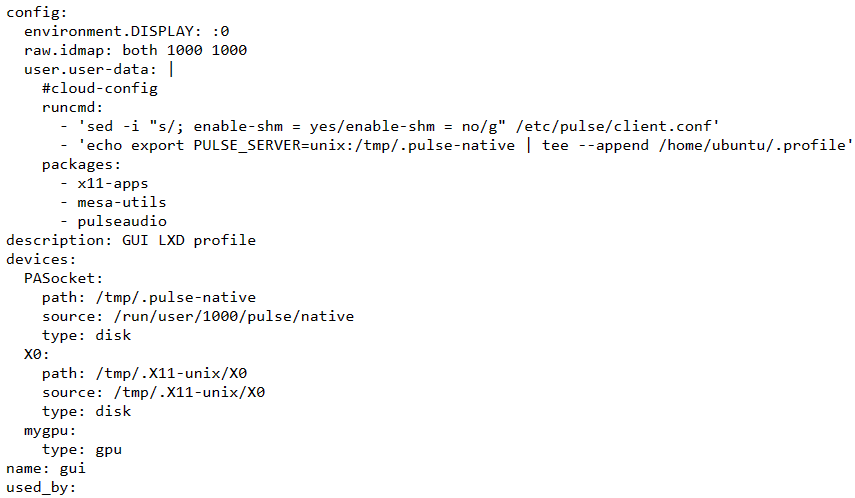 config:
  environment.DISPLAY: :0
  raw.idmap: both 1000 1000
  user.user-data: |
    #cloud-config
    runcmd:
      - 'sed -i "s/; enable-shm = yes/enable-shm = no/g" /etc/pulse/client.conf'
      - 'echo export PULSE_SERVER=unix:/tmp/.pulse-native | tee --append /home/ubuntu/.profile'
    packages:
      - x11-apps
      - mesa-utils
      - pulseaudio
description: GUI LXD profile
devices:
  PASocket:
    path: /tmp/.pulse-native
    source: /run/user/1000/pulse/native
    type: disk
  X0:
    path: /tmp/.X11-unix/X0
    source: /tmp/.X11-unix/X0
    type: disk
  mygpu:
    type: gpu
name: gui
used_by: